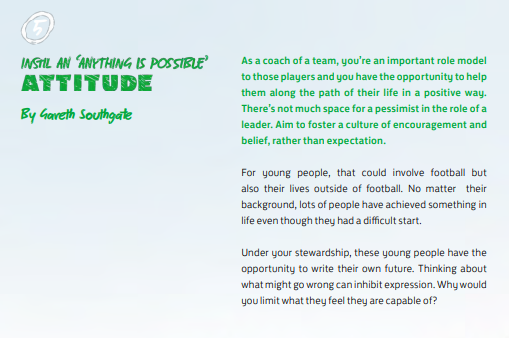 5
INSTIL AN 'ANYTHING IS POSSIBLE'
ATTITUDE
By Gareth Southgate
As a coach of a team, you're an important role model
to those players and you have the opportunity to help
them along the path of their life in a positive way.
There's not much space for a pessimist in the role of a
leader. Aim to foster a culture of encouragement and
belief, rather than expectation.
For young people, that could involve football but
also their lives outside of football. No matter their
background, lots of people have achieved something in
life even though they had a difficult start.
Under your stewardship, these young people have the
opportunity to write their own future. Thinking about
what might go wrong can inhibit expression. Why would
you limit what they feel they are capable of?